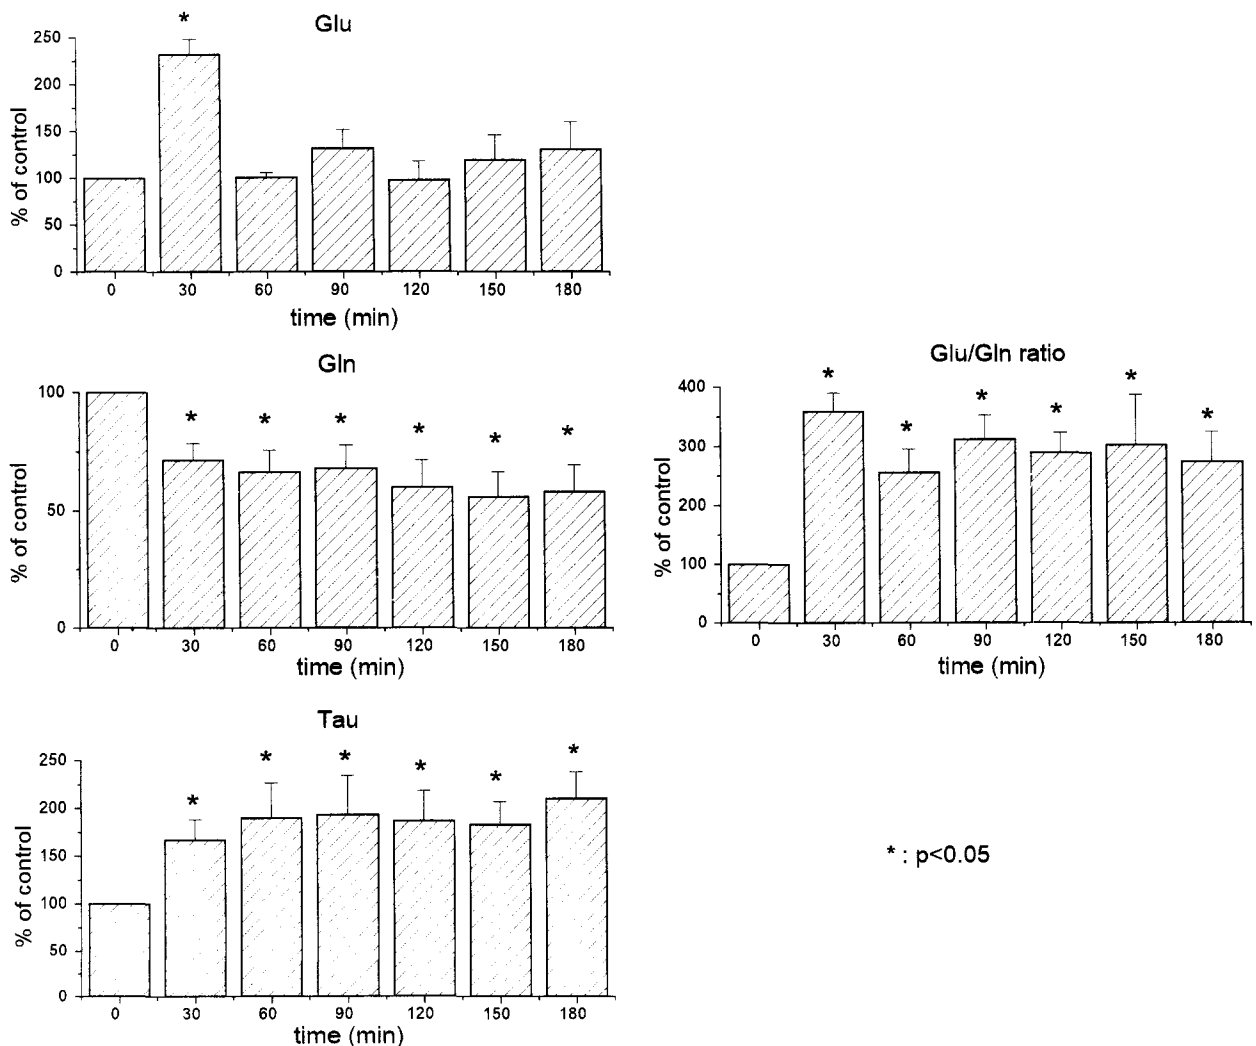 Glu
*
250
200
150
100
50
0
% of control
0 30 60 90 120 150 180
time (min)
Gln
100
50
0
% of control
* * * * * *
0 30 60 90 120 150 180
time (min)
Glu/Gln ratio
400
300
200
100
0
% of control
* * * * * *
0 30 60 90 120 150 180
time (min)
Tau
250
200
150
100
50
0
% of control
* * * * * *
0 30 60 90 120 150 180
time (min)
* : p<0.05